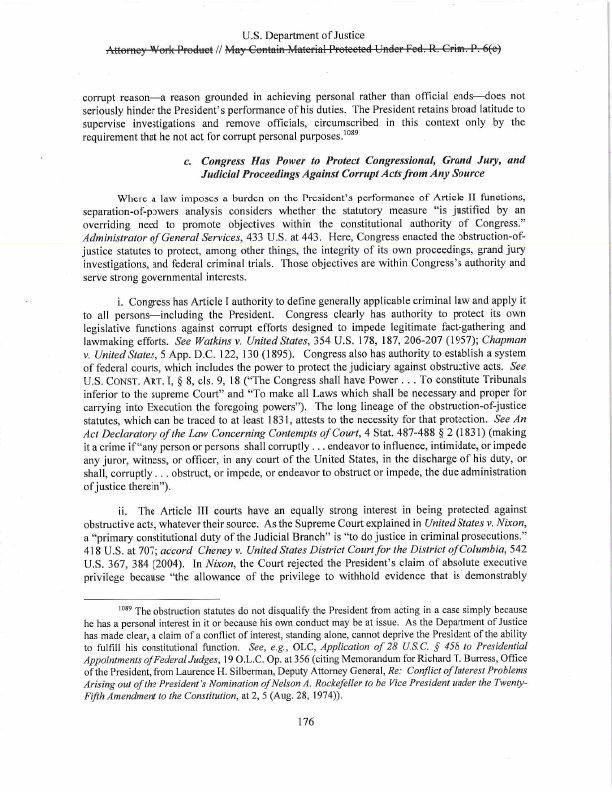 U.S. Department of Justice
Attorney Work Product // May Contain Material Protected Under Fed. R. Crim. P. 6(e)
corrupt reason—a reason grounded in achieving personal rather than official ends—does not
seriously hinder the President's performance of his duties. The President retains broad latitude to
supervise investigations and remove officials, circumscribed in this context only by the
requirement that he not act for corrupt personal purposes.1089
c. Congress Has Power to Protect Congressional, Grand Jury, and
Judicial Proceedings Against Corrupt Acts from Any Source
Where a law imposes a burden on the President's performance of Article II functions,
separation-of-powers analysis considers whether the statutory measure "is justified by an
overriding need to promote objectives within the constitutional authority of Congress."
Administrator of General Services, 433 U.S. at 443. Here, Congress enacted the obstruction-of-
justice statutes to protect, among other things, the integrity of its own proceedings, grand jury
investigations, and federal criminal trials. Those objectives are within Congress's authority and
serve strong governmental interests.
i. Congress has Article I authority to define generally applicable criminal law and apply it
to all persons—including the President. Congress clearly has authority to protect its own
legislative functions against corrupt efforts designed to impede legitimate fact-gathering and
lawmaking efforts. See Watkins v. United States, 354 U.S. 178, 187, 206-207 (1957); Chapman
v. United States, 5 App. D.C. 122, 130 (1895). Congress also has authority to establish a system
of federal courts, which includes the power to protect the judiciary against obstructive acts. See
U.S. CONST. ART. I, § 8, cls. 9, 18 ("The Congress shall have Power . . . To constitute Tribunals
inferior to the supreme Court" and "To make all Laws which shall be necessary and proper for
carrying into Execution the foregoing powers"). The long lineage of the obstruction-of-justice
statutes, which can be traced to at least 1831, attests to the necessity for that protection. See An
Act Declaratory of the Law Concerning Contempts of Court, 4 Stat. 487-488 § 2 (1831) (making
it a crime if "any person or persons shall corruptly . . . endeavor to influence, intimidate, or impede
any juror, witness, or officer, in any court of the United States, in the discharge of his duty, or
shall, corruptly . . . obstruct, or impede, or endeavor to obstruct or impede, the due administration
of justice therein").
ii. The Article III courts have an equally strong interest in being protected against
obstructive acts, whatever their source. As the Supreme Court explained in United States v. Nixon,
a "primary constitutional duty of the Judicial Branch" is "to do justice in criminal prosecutions."
418 U.S. at 707; accord Cheney v. United States District Court for the District of Columbia, 542
U.S. 367, 384 (2004). In Nixon, the Court rejected the President's claim of absolute executive
privilege because "the allowance of the privilege to withhold evidence that is demonstrably
1089 The obstruction statutes do not disqualify the President from acting in a case simply because
he has a personal interest in it or because his own conduct may be at issue. As the Department of Justice
has made clear, a claim of a conflict of interest, standing alone, cannot deprive the President of the ability
to fulfill his constitutional function. See, e.g., OLC, Application of 28 U.S.C. § 458 to Presidential
Appointments of Federal Judges, 19 O.L.C. Op. at 356 (citing Memorandum for Richard T. Burress, Office
of the President, from Laurence H. Silberman, Deputy Attorney General, Re: Conflict of Interest Problems
Arising out of the President's Nomination of Nelson A. Rockefeller to be Vice President under the Twenty-
Fifth Amendment to the Constitution, at 2, 5 (Aug. 28, 1974)).
176